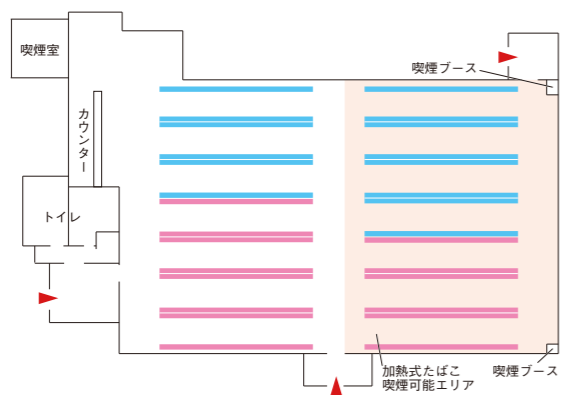 喫煙室
喫煙ブース
カウンター
トイレ
加熱式たばこ
喫煙可能エリア
喫煙ブース